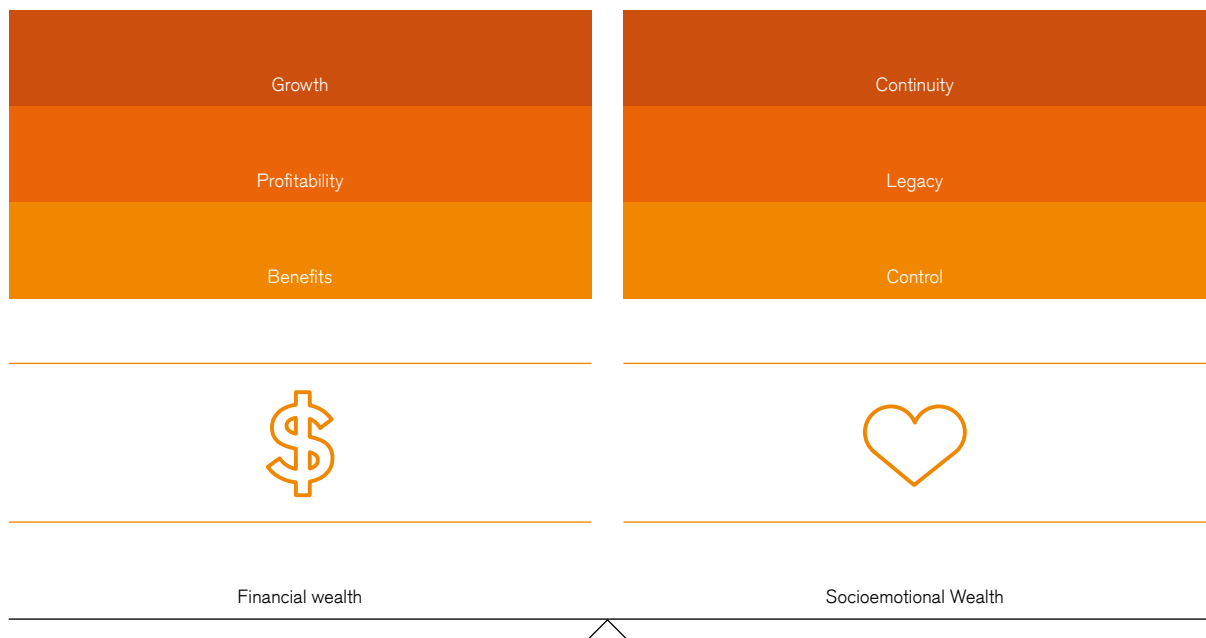 Growth
Profitability
Benefits
Continuity
Legacy
Control
Financial wealth
Socioemotional Wealth